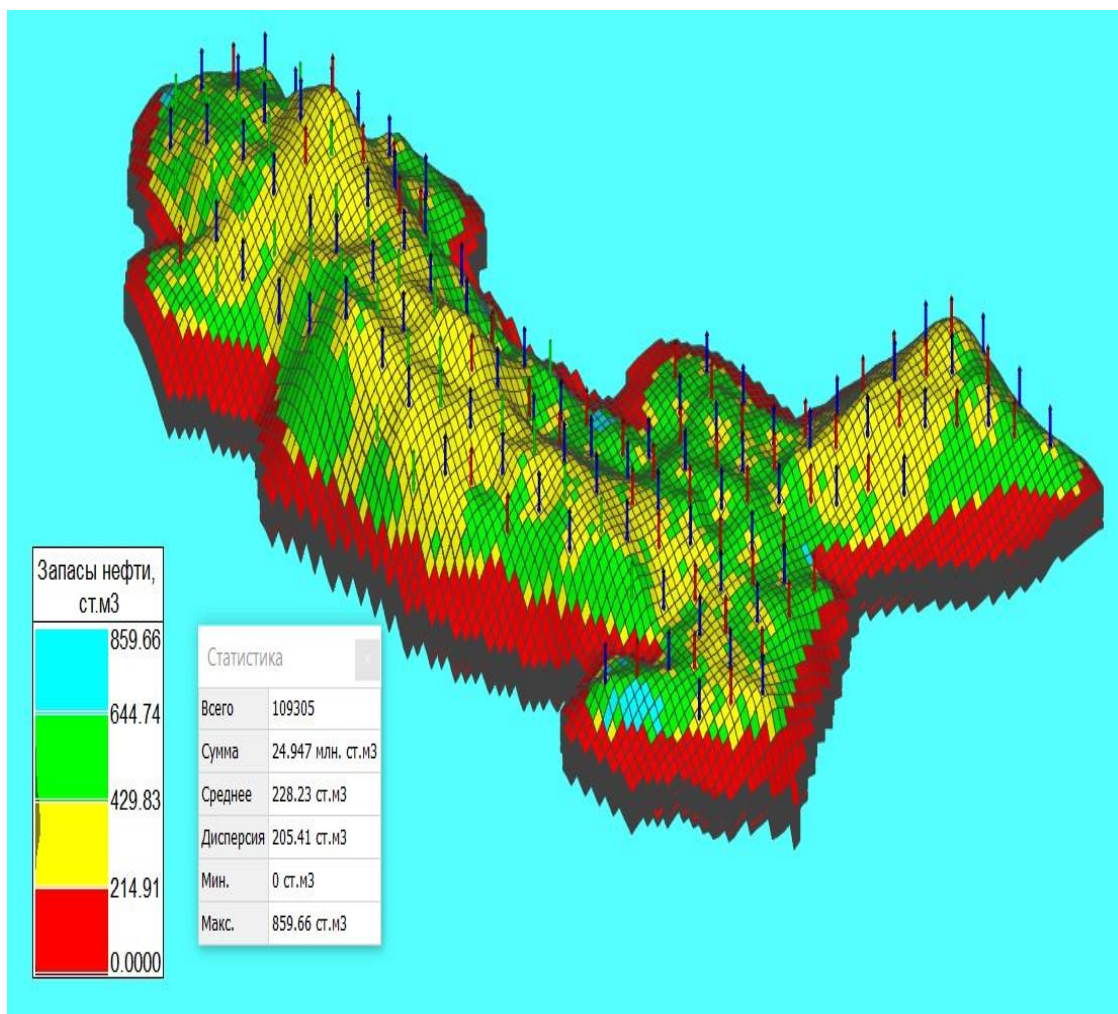 Запасы нефти,
ст.м3
859.66
644.74
429.83
214.91
0.0000
Статистика
Всего 109305
Сумма 24.947 млн. ст.м3
Среднее 228.23 ст.м3
Дисперсия 205.41 ст.м3
Мин. 0 ст.м3
Макс. 859.66 ст.м3